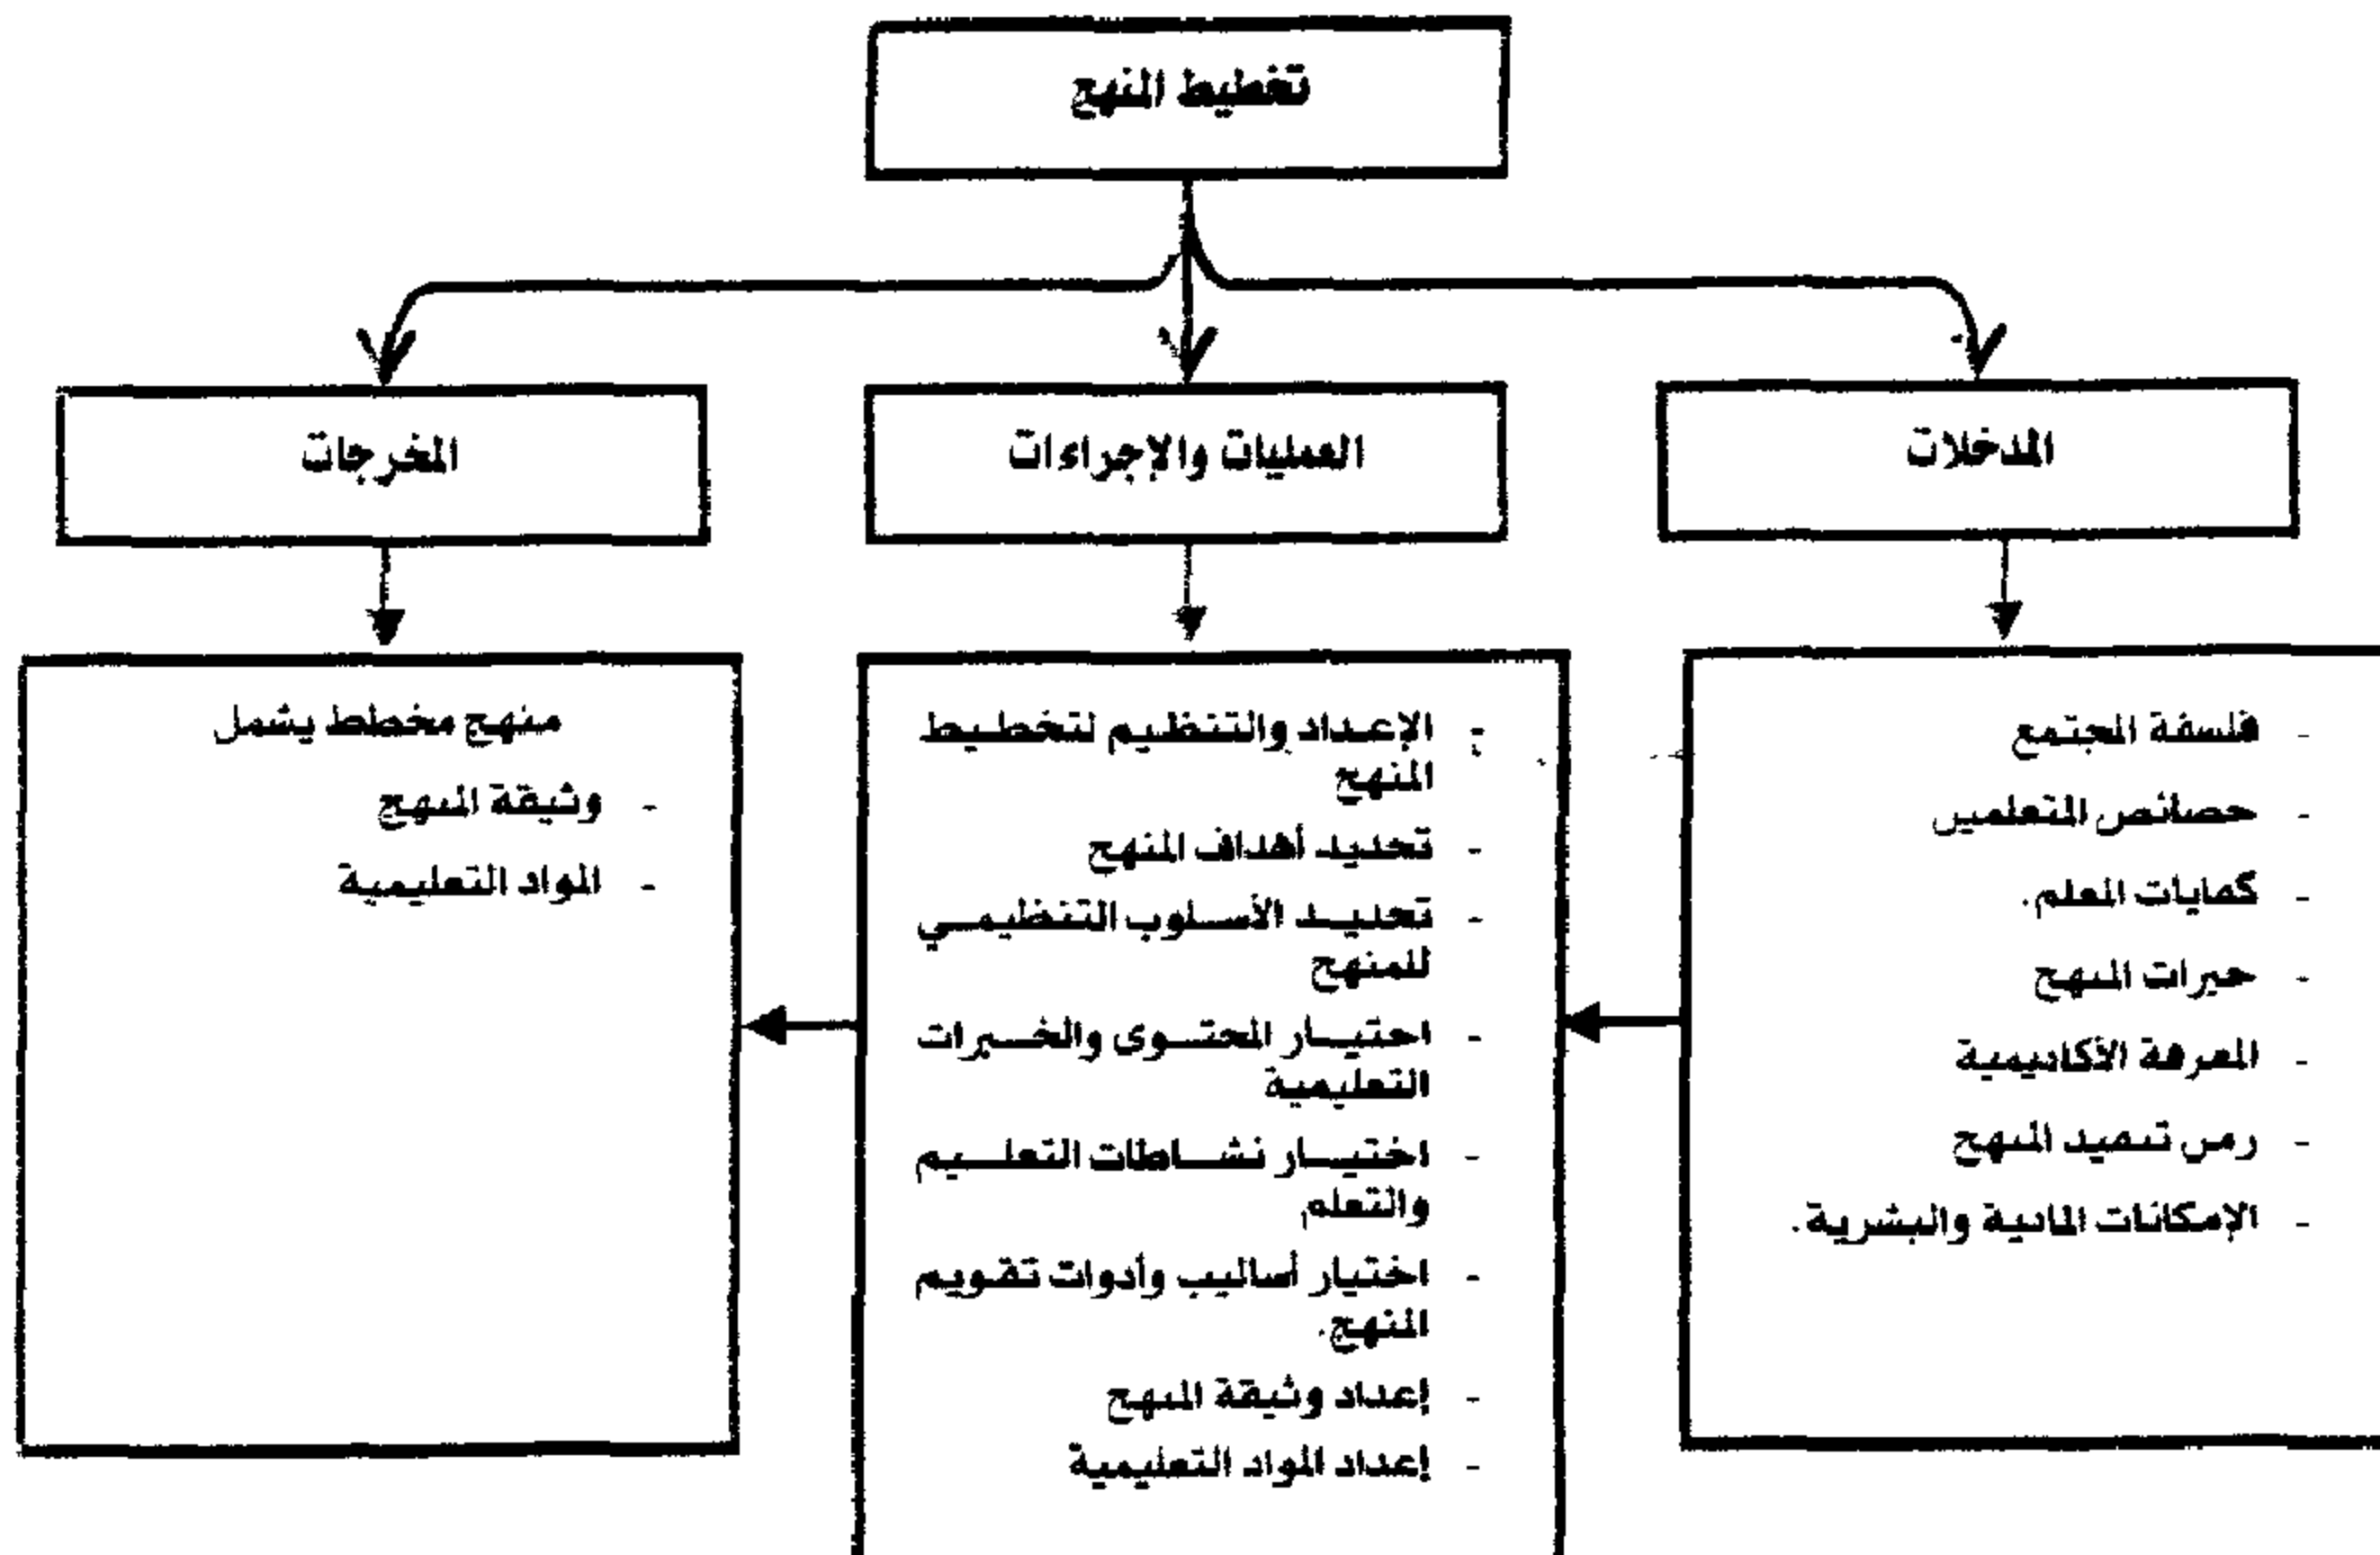 تخطيط المنهج
المدخلات
العمليات والإجراءات
المخرجات
- فلسفة المجتمع
- خصائص المتعلمين
- كفايات المعلم.
- خبرات المنهج
- المعرفة الأكاديمية
- زمن تنفيذ المنهج
- الإمكانات المادية والبشرية.
- الإعداد والتنظيم لتخطيط
المنهج
- تحديد أهداف المنهج
- تحديد الأسلوب التنظيمي
للمنهج
- اختيار المحتوى والخبرات
التعليمية
- اختيار نشاطات التعليم
والتعلم
- اختيار أساليب وأدوات تقويم
المنهج.
- إعداد وثيقة المنهج
- إعداد المواد التعليمية
منهج مخطط يشمل
- وثيقة المنهج
- المواد التعليمية